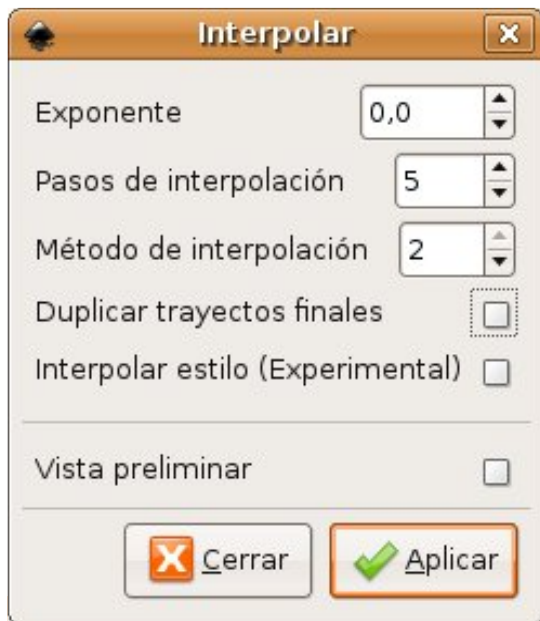 Interpolar
Exponente 0,0
Pasos de interpolación 5
Método de interpolación 2
Duplicar trayectos finales
Interpolar estilo (Experimental)
Vista preliminar
Cerrar Aplicar